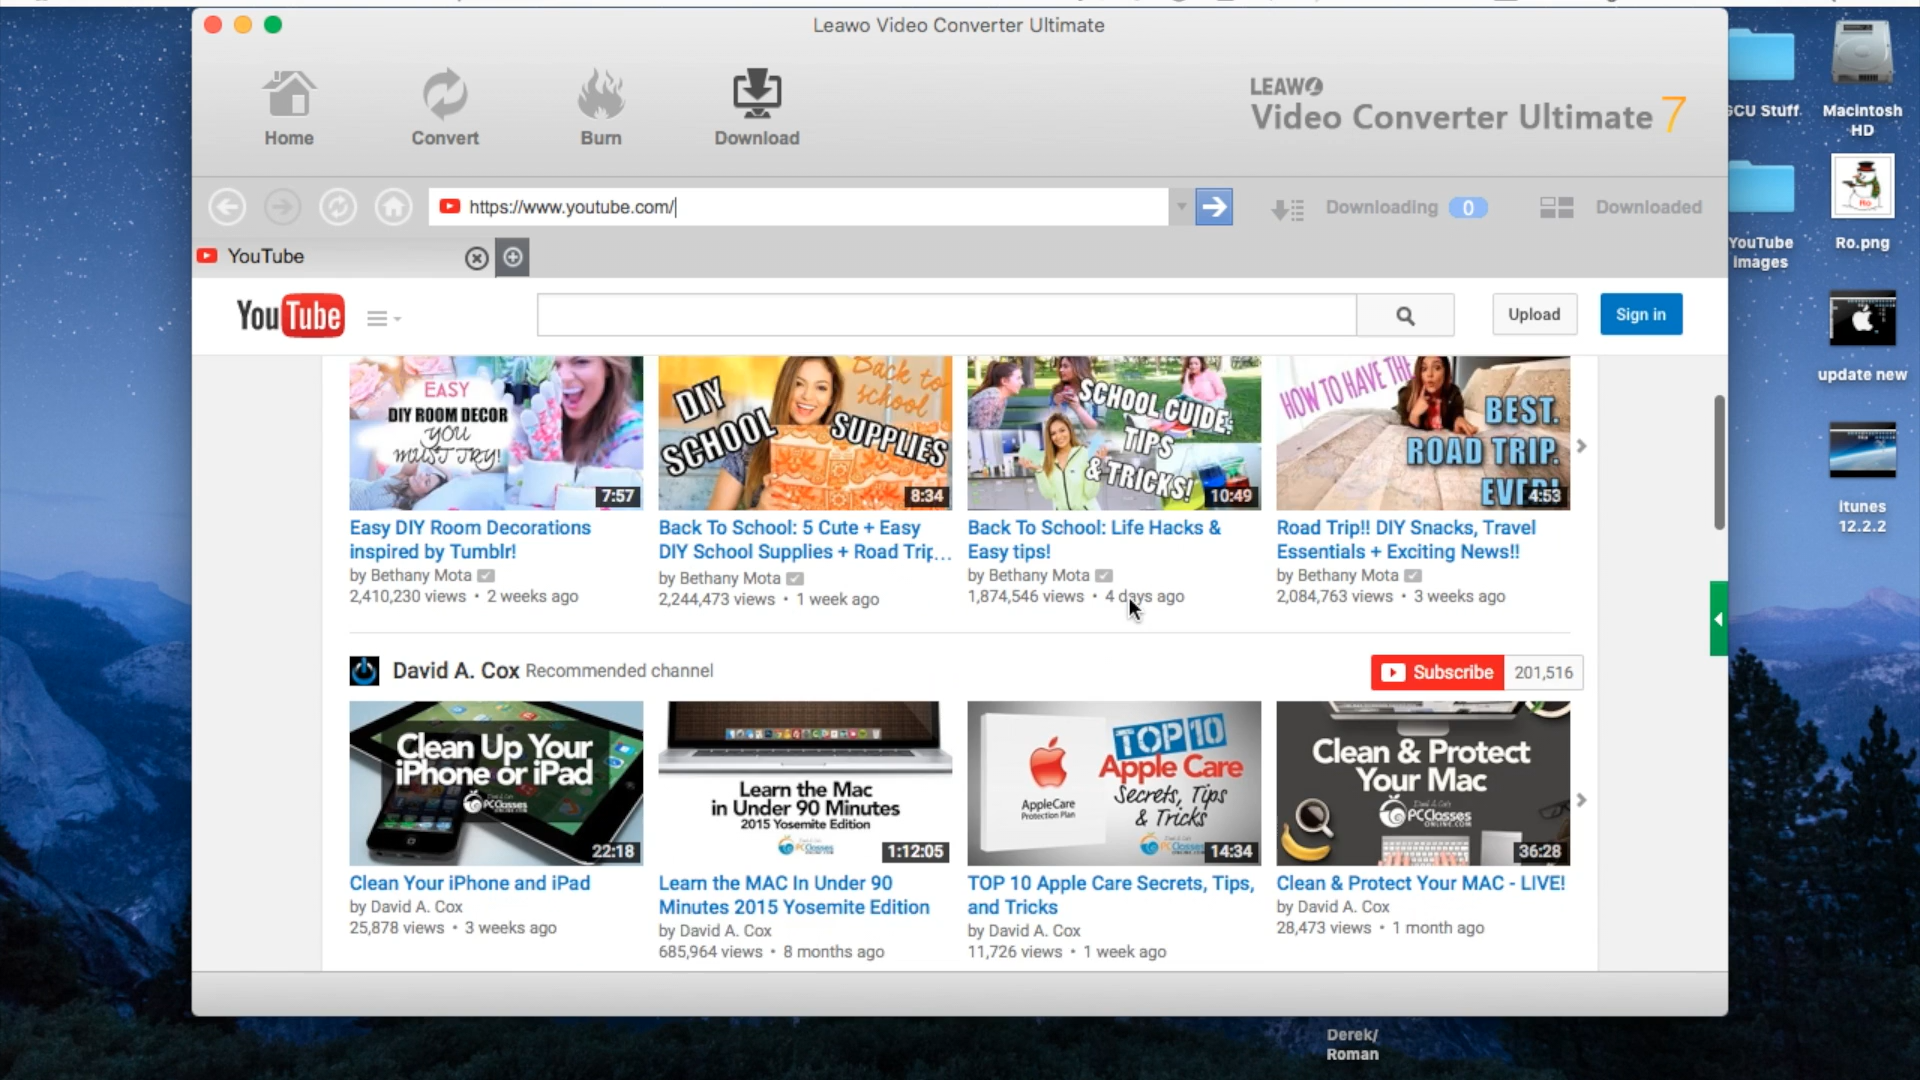 Leawo Video Converter Ultimate
Home
Convert
Burn
Download
LEAWO
Video Converter Ultimate 7
https://www.youtube.com/
Downloading 0
Downloaded
YouTube
YouTube
Upload
Sign in
EASY
DIY ROOM DECOR
YOU
MUST TRY!
7:57
DIY
SCHOOL
Back to
school
SUPPLIES
8:34
SCHOOL GUIDE:
TIPS
& TRICKS!
10:49
HOW TO HAVE THE
BEST.
ROAD TRIP.
4:53
Easy DIY Room Decorations
inspired by Tumblr!
by Bethany Mota
2,410,230 views • 2 weeks ago
Back To School: 5 Cute + Easy
DIY School Supplies + Road Trip…
by Bethany Mota
2,244,473 views • 1 week ago
Back To School: Life Hacks &
Easy tips!
by Bethany Mota
1,874,546 views • 4 days ago
Road Trip!! DIY Snacks, Travel
Essentials + Exciting News!!
by Bethany Mota
2,084,763 views • 3 weeks ago
David A. Cox Recommended channel
Subscribe 201,516
Clean Up Your
iPhone or iPad
PCClasses
22:18
Learn the Mac
in Under 90 Minutes
2015 Yosemite Edition
PCClasses
1:12:05
AppleCare
Protection Plan
TOP 10
Apple Care
Secrets, Tips
& Tricks
PCClasses
14:34
Clean & Protect
Your Mac
PCClasses
ONLINE.COM
36:28
Clean Your iPhone and iPad
by David A. Cox
25,878 views • 3 weeks ago
Learn the MAC In Under 90
Minutes 2015 Yosemite Edition
by David A. Cox
685,964 views • 8 months ago
TOP 10 Apple Care Secrets, Tips,
and Tricks
by David A. Cox
11,726 views • 1 week ago
Clean & Protect Your MAC - LIVE!
by David A. Cox
28,473 views • 1 month ago
GCU Stuff
Macintosh
HD
YouTube
Images
Ro.png
update new
itunes
12.2.2
Derek/
Roman